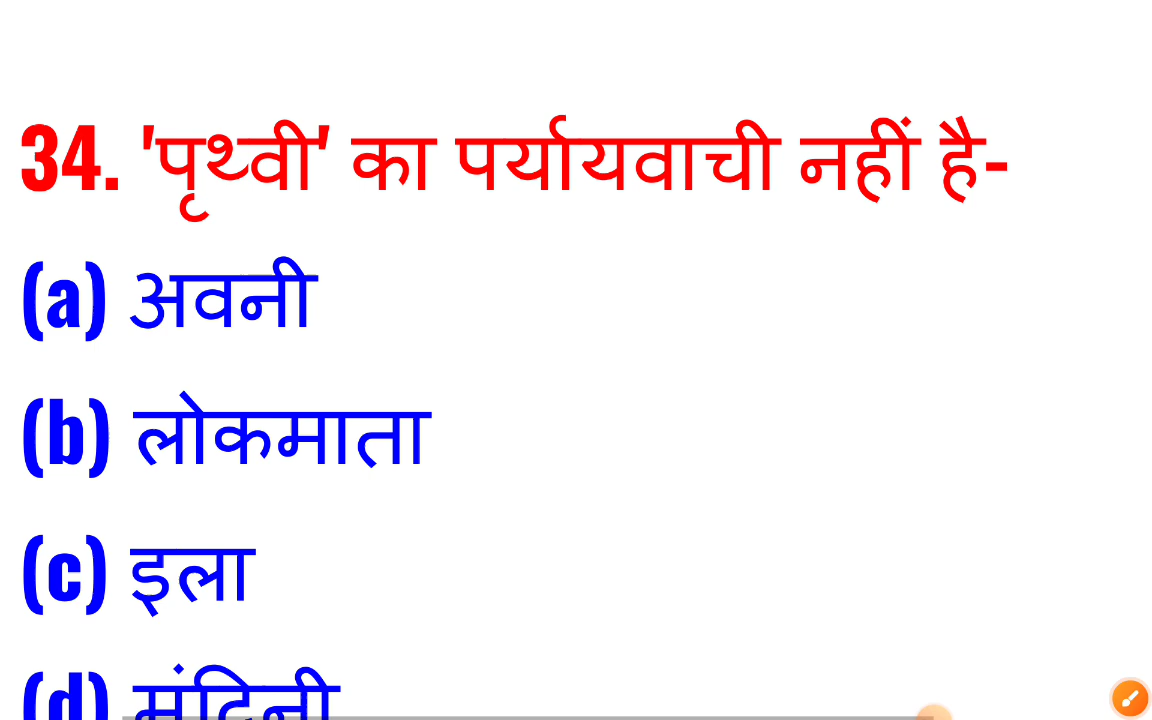 34. 'पृथ्वी' का पर्यायवाची नहीं है-
(a) अवनी
(b) लोकमाता
(c) इला
(d) मंदिनी